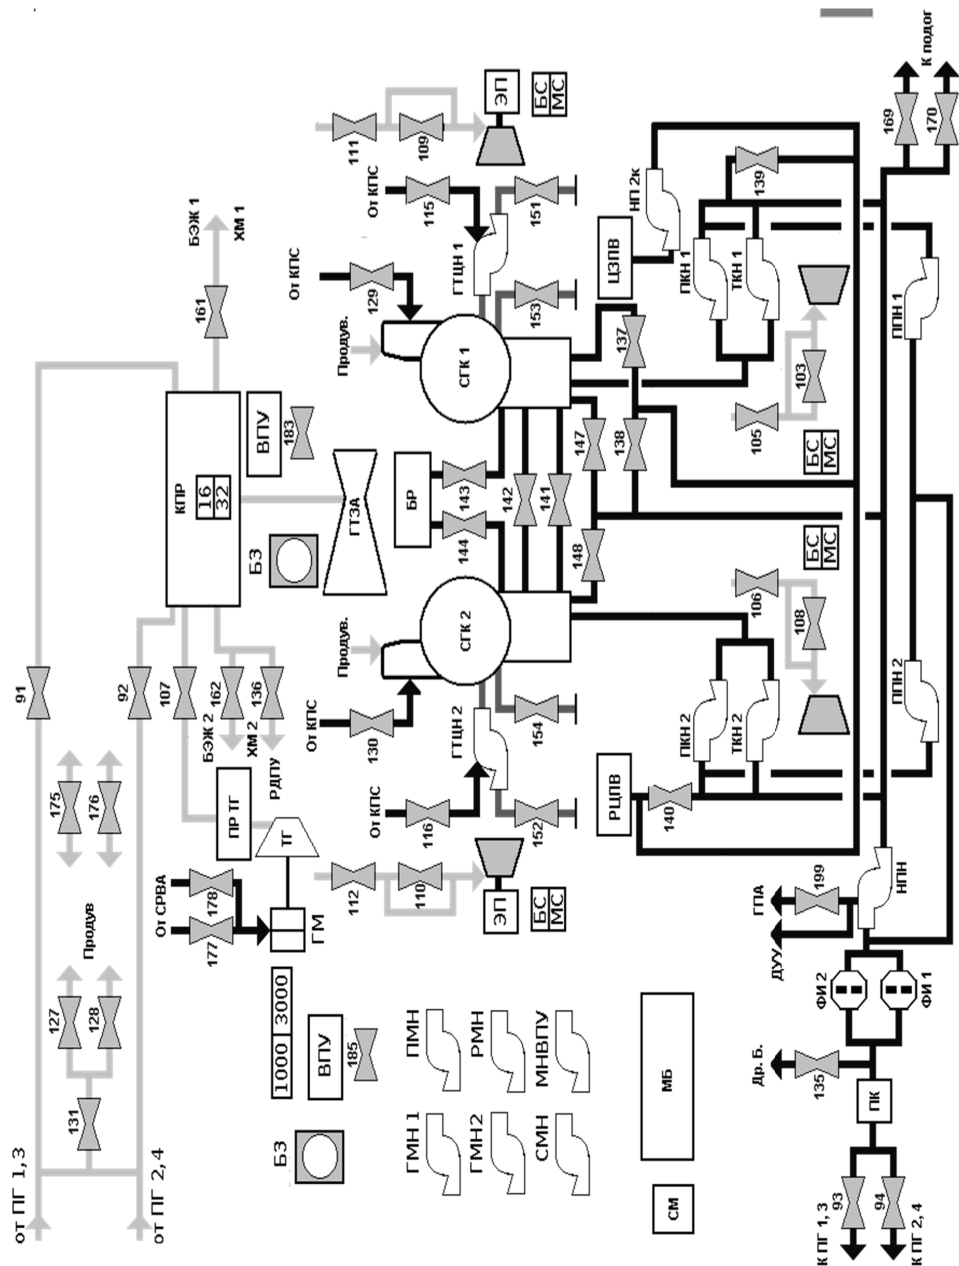 от ПГ 1,3
от ПГ 2,4
131
127
128
Продув
175
176
91
92
107
БЭЖ 2
162
ХМ 2
136
РДПУ
КПР
16
32
161
БЭЖ 1
ХМ 1
ВПУ
183
БЗ
ГТЗА
ПР ТГ
ТГ
От СРВА
177
178
ГМ
1000
3000
ВПУ
185
БЗ
ГМН1
ГМН2
СМН
ПМН
РМН
МНВПУ
СМ
МБ
112
110
ЭП
БС
МС
От КПС
116
От КПС
130
Продув.
ГТЦН 2
152
154
СГК 2
БР
144
143
142
141
148
147
138
137
СГК 1
Продув.
От КПС
129
От КПС
115
ГТЦН 1
153
151
111
109
ЭП
БС
МС
ЦЗПВ
НП 2к
ПКН 1
ТКН 1
139
105
103
БС
МС
БС
МС
106
108
ПКН 2
ТКН 2
РЦПВ
140
ППН 1
ППН 2
169
170
К подог
НПН
199
ГПА
ДУУ
ФИ 2
ФИ 1
Др. Б.
135
ПК
93
94
К ПГ 1, 3
К ПГ 2, 4